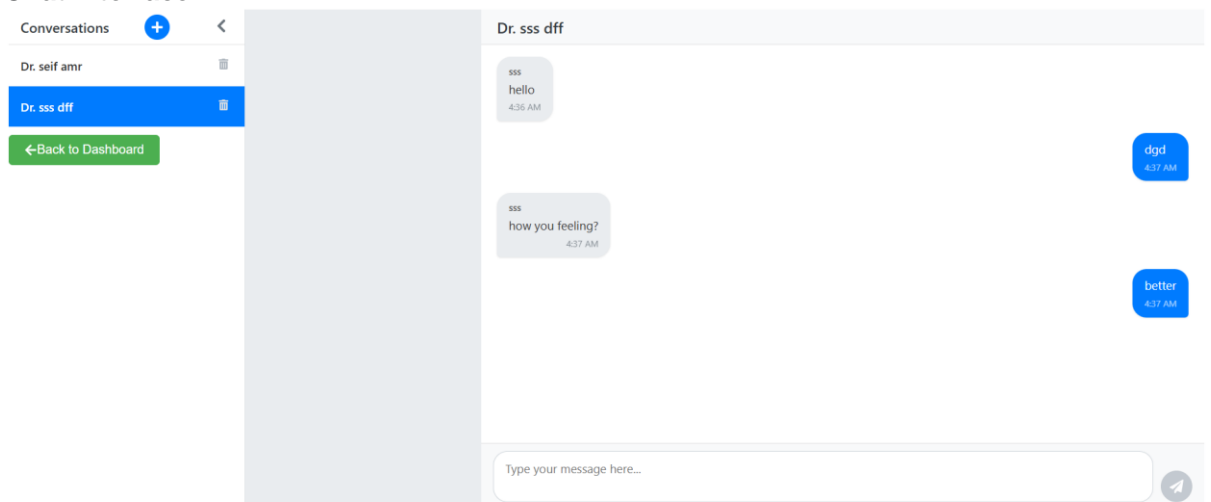 Conversations
Dr. seif amr
Dr. sss dff
Back to Dashboard
Dr. sss dff
sss
hello
4:36 AM
dgd
4:37 AM
sss
how you feeling?
4:37 AM
better
4:37 AM
Type your message here...